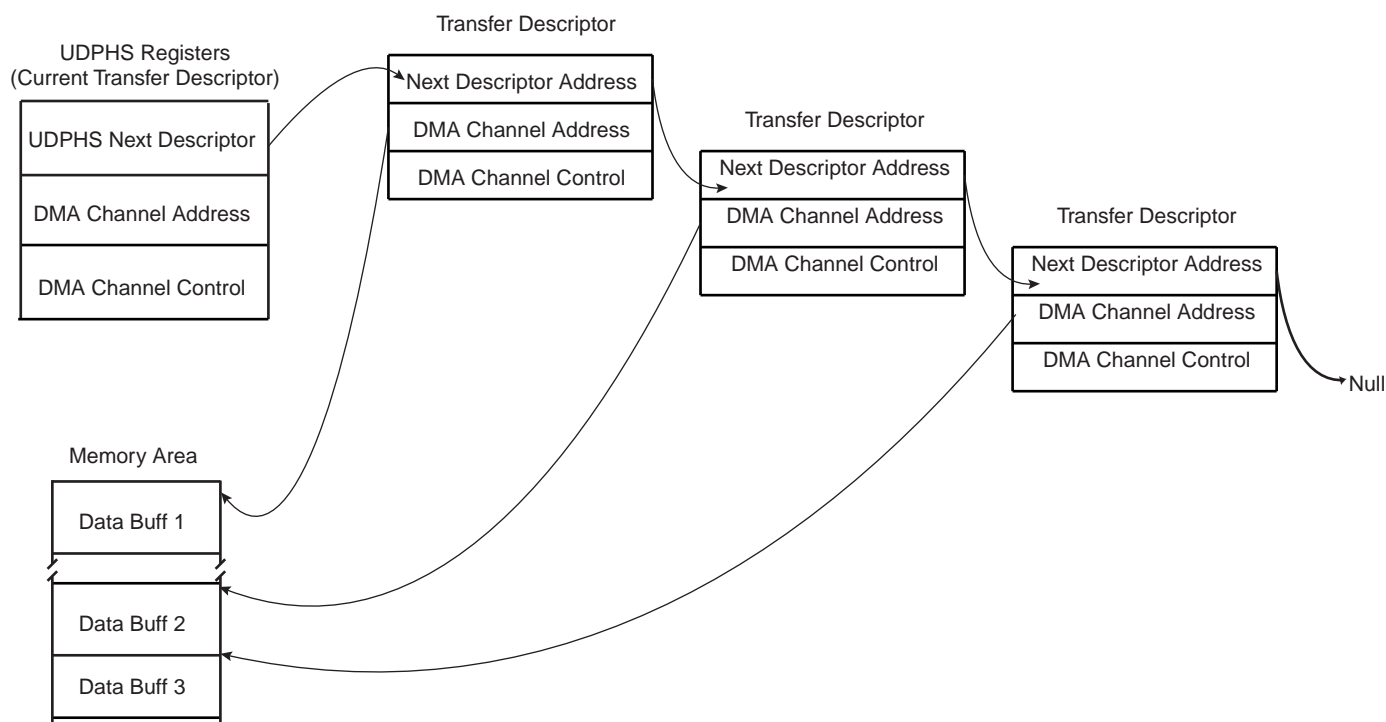 UDPHS Registers
(Current Transfer Descriptor)
UDPHS Next Descriptor
DMA Channel Address
DMA Channel Control
Transfer Descriptor
Next Descriptor Address
DMA Channel Address
DMA Channel Control
Transfer Descriptor
Next Descriptor Address
DMA Channel Address
DMA Channel Control
Transfer Descriptor
Next Descriptor Address
DMA Channel Address
DMA Channel Control
Null
Memory Area
Data Buff 1
Data Buff 2
Data Buff 3